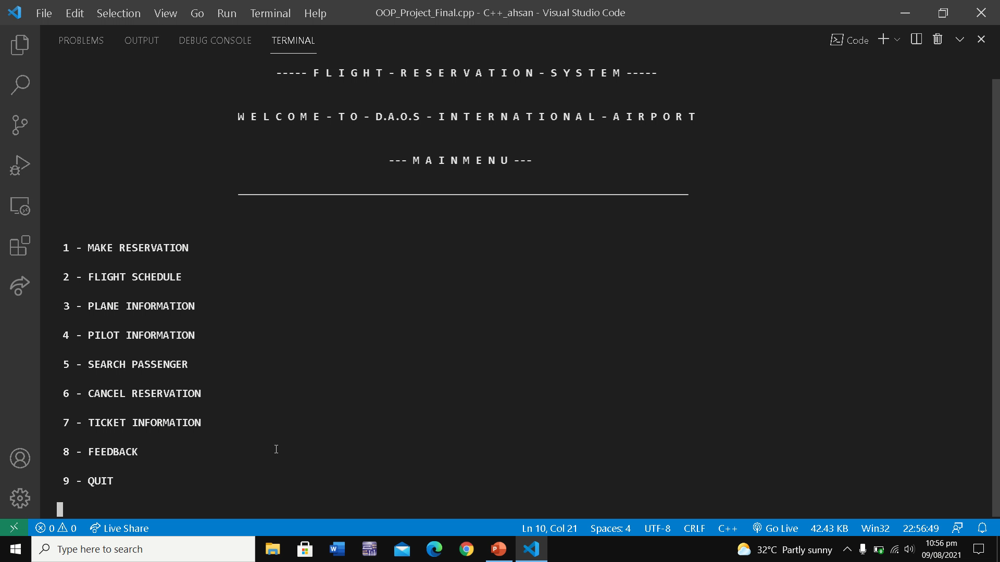 File Edit Selection View Go Run Terminal Help OOP_Project_Final.cpp - C++_ahsan - Visual Studio Code
PROBLEMS OUTPUT DEBUG CONSOLE TERMINAL Code
----- F L I G H T - R E S E R V A T I O N - S Y S T E M -----
W E L C O M E - T O - D.A.O.S - I N T E R N A T I O N A L - A I R P O R T
--- M A I N M E N U ---
1 - MAKE RESERVATION
2 - FLIGHT SCHEDULE
3 - PLANE INFORMATION
4 - PILOT INFORMATION
5 - SEARCH PASSENGER
6 - CANCEL RESERVATION
7 - TICKET INFORMATION
8 - FEEDBACK
9 - QUIT
0 0 Live Share Ln 10, Col 21 Spaces: 4 UTF-8 CRLF C++ Go Live 42.43 KB Win32 22:56:49
Type here to search 32°C Partly sunny 10:56 pm
09/08/2021